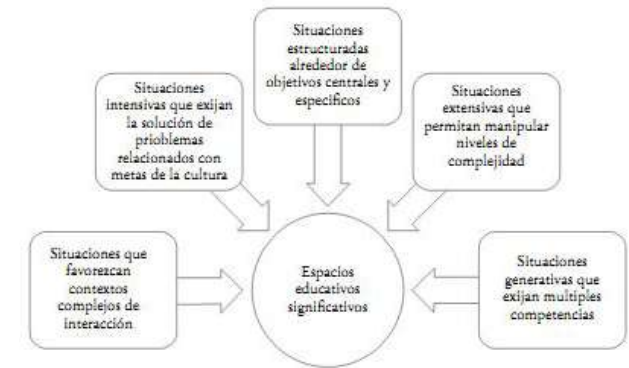 Situaciones
estructuradas
alrededor de
objetivos centrales y
especificos
Situaciones
intensivas que exijan
la solución de
prioblemas
relacionados con
metas de la cultura
Situaciones
extensivas que
permitan manipular
niveles de
complejidad
Situaciones que
favorezcan
contextos
complejos de
interacción
Espacios
educativos
significativos
Situaciones
generativas que
exijan multiples
competencias